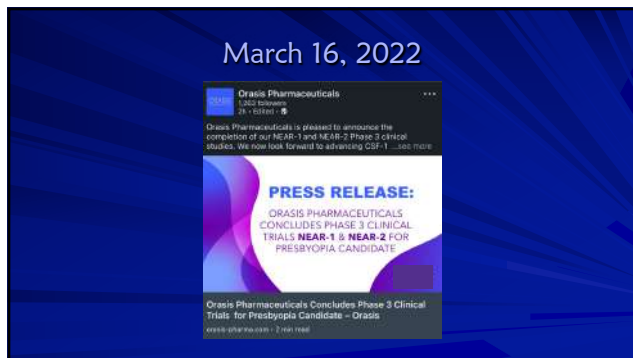 March 16, 2022
ORASIS
Orasis Pharmaceuticals
1,203 followers
2h • Edited •
Orasis Pharmaceuticals is pleased to announce the
completion of our NEAR-1 and NEAR-2 Phase 3 clinical
studies. We now look forward to advancing CSF-1 ...see more
PRESS RELEASE:
ORASIS PHARMACEUTICALS
CONCLUDES PHASE 3 CLINICAL
TRIALS NEAR-1 & NEAR-2 FOR
PRESBYOPIA CANDIDATE
Orasis Pharmaceuticals Concludes Phase 3 Clinical
Trials for Presbyopia Candidate – Orasis
orasis-pharma.com • 2 min read